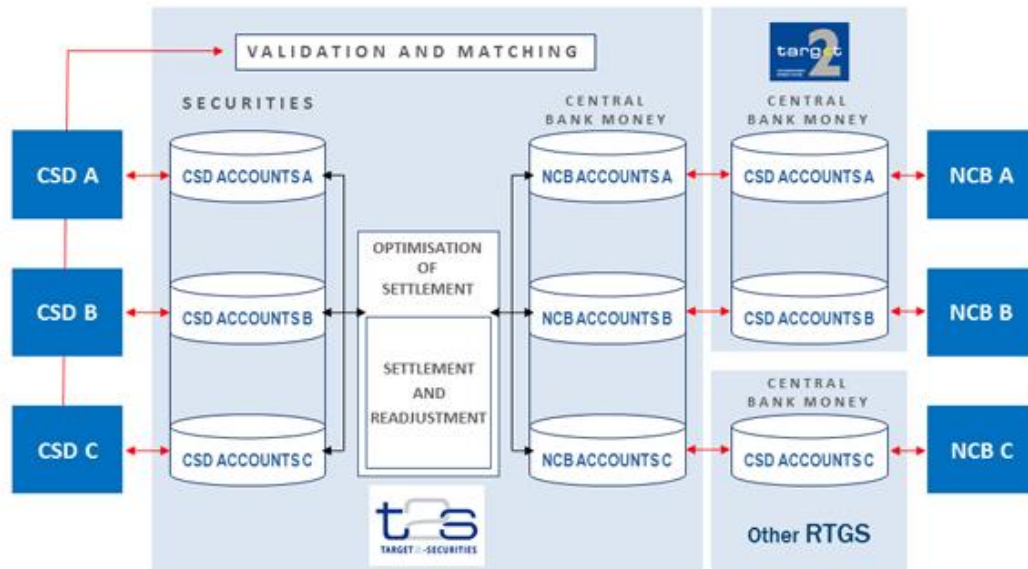 VALIDATION AND MATCHING
target
2
SECURITIES
CENTRAL
BANK MONEY
CENTRAL
BANK MONEY
CSD A
CSD ACCOUNTS A
NCB ACCOUNTS A
CSD ACCOUNTS A
NCB A
OPTIMISATION
OF
SETTLEMENT
CSD B
CSD ACCOUNTS B
NCB ACCOUNTS B
CSD ACCOUNTS B
NCB B
SETTLEMENT
AND
READJUSTMENT
CENTRAL
BANK MONEY
CSD C
CSD ACCOUNTS C
NCB ACCOUNTS C
CSD ACCOUNTS C
NCB C
t2s
TARGET2-SECURITIES
Other RTGS